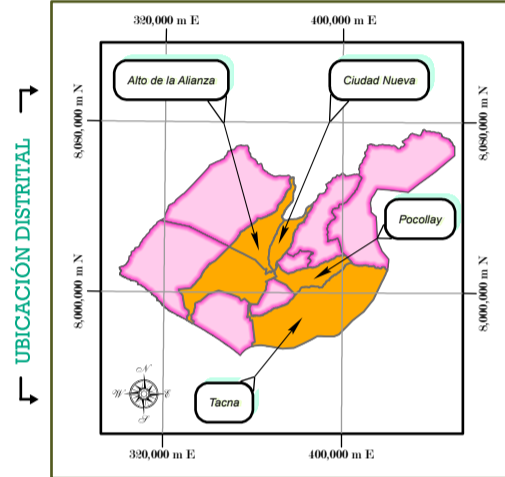 320,000 m E
400,000 m E
Alto de la Alianza
Ciudad Nueva
8,080,000 m N
8,080,000 m N
UBICACIÓN DISTRITAL
Pocollay
8,000,000 m N
8,000,000 m N
N
W
E
S
Tacna
320,000 m E
400,000 m E